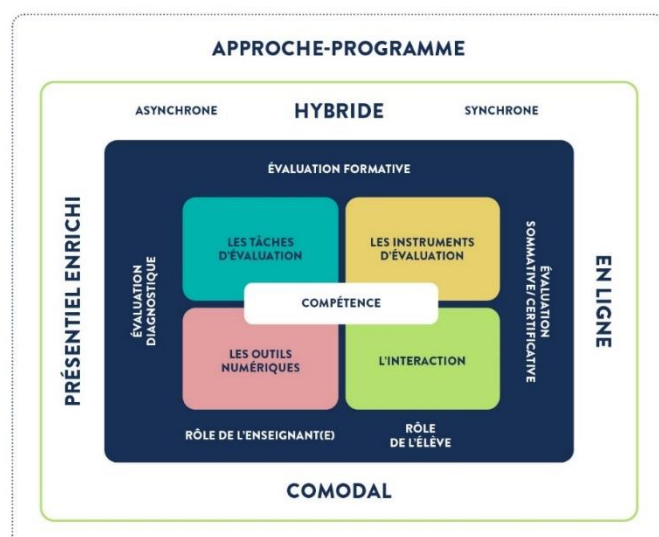 APPROCHE-PROGRAMME
ASYNCHRONE
HYBRIDE
SYNCHRONE
PRÉSENTIEL ENRICHI
ÉVALUATION FORMATIVE
ÉVALUATION
DIAGNOSTIQUE
LES TÂCHES
D'ÉVALUATION
LES INSTRUMENTS
D'ÉVALUATION
COMPÉTENCE
LES OUTILS
NUMÉRIQUES
L'INTERACTION
ÉVALUATION
SOMMATIVE/CERTIFICATIVE
EN LIGNE
RÔLE DE L'ENSEIGNANT(E)
RÔLE
DE L'ÉLÈVE
COMODAL